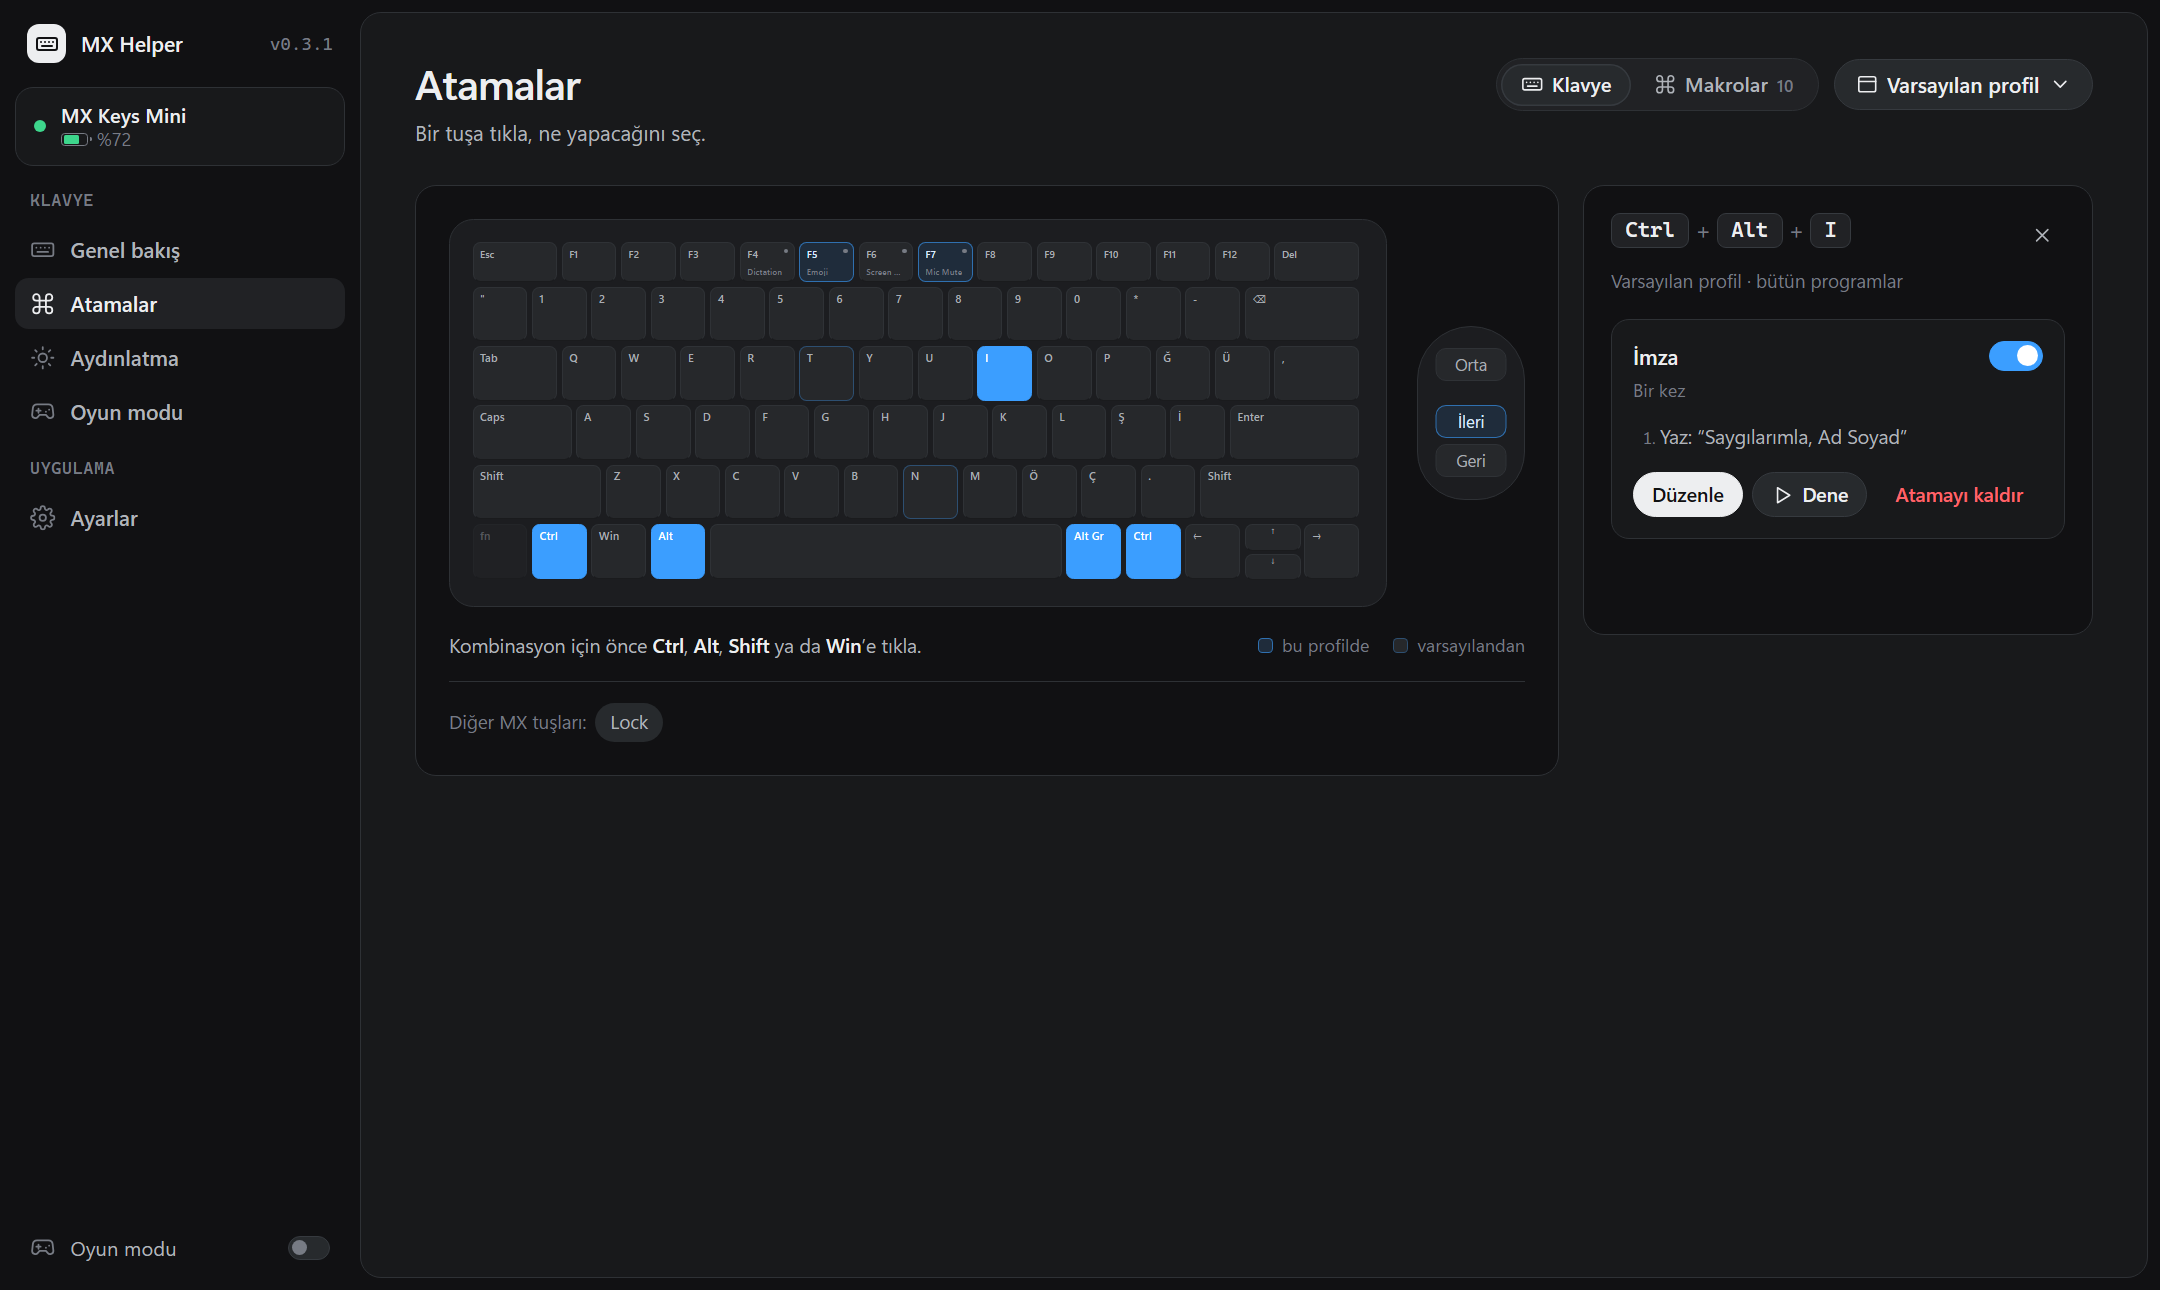 MX Helper v0.3.1
MX Keys Mini
%72
KLAVYE
Genel bakış
Atamalar
Aydınlatma
Oyun modu
UYGULAMA
Ayarlar
Oyun modu
Atamalar
Bir tuşa tıkla, ne yapacağını seç.
Klavye Makrolar 10 Varsayılan profil
Esc F1 F2 F3 F4 F5 F6 F7 F8 F9 F10 F11 F12 Del
Dictation Emoji Screen ... Mic Mute
" 1 2 3 4 5 6 7 8 9 0 * - ⌫
Tab Q W E R T Y U I O P Ğ Ü ,
Caps A S D F G H J K L Ş İ Enter
Shift Z X C V B N M Ö Ç . Shift
fn Ctrl Win Alt Alt Gr Ctrl ← ↑ ↓ →
Orta
İleri
Geri
Kombinasyon için önce Ctrl, Alt, Shift ya da Win’e tıkla.
bu profilde varsayılandan
Diğer MX tuşları: Lock
Ctrl + Alt + I
Varsayılan profil · bütün programlar
İmza
Bir kez
1. Yaz: “Saygılarımla, Ad Soyad”
Düzenle Dene Atamayı kaldır